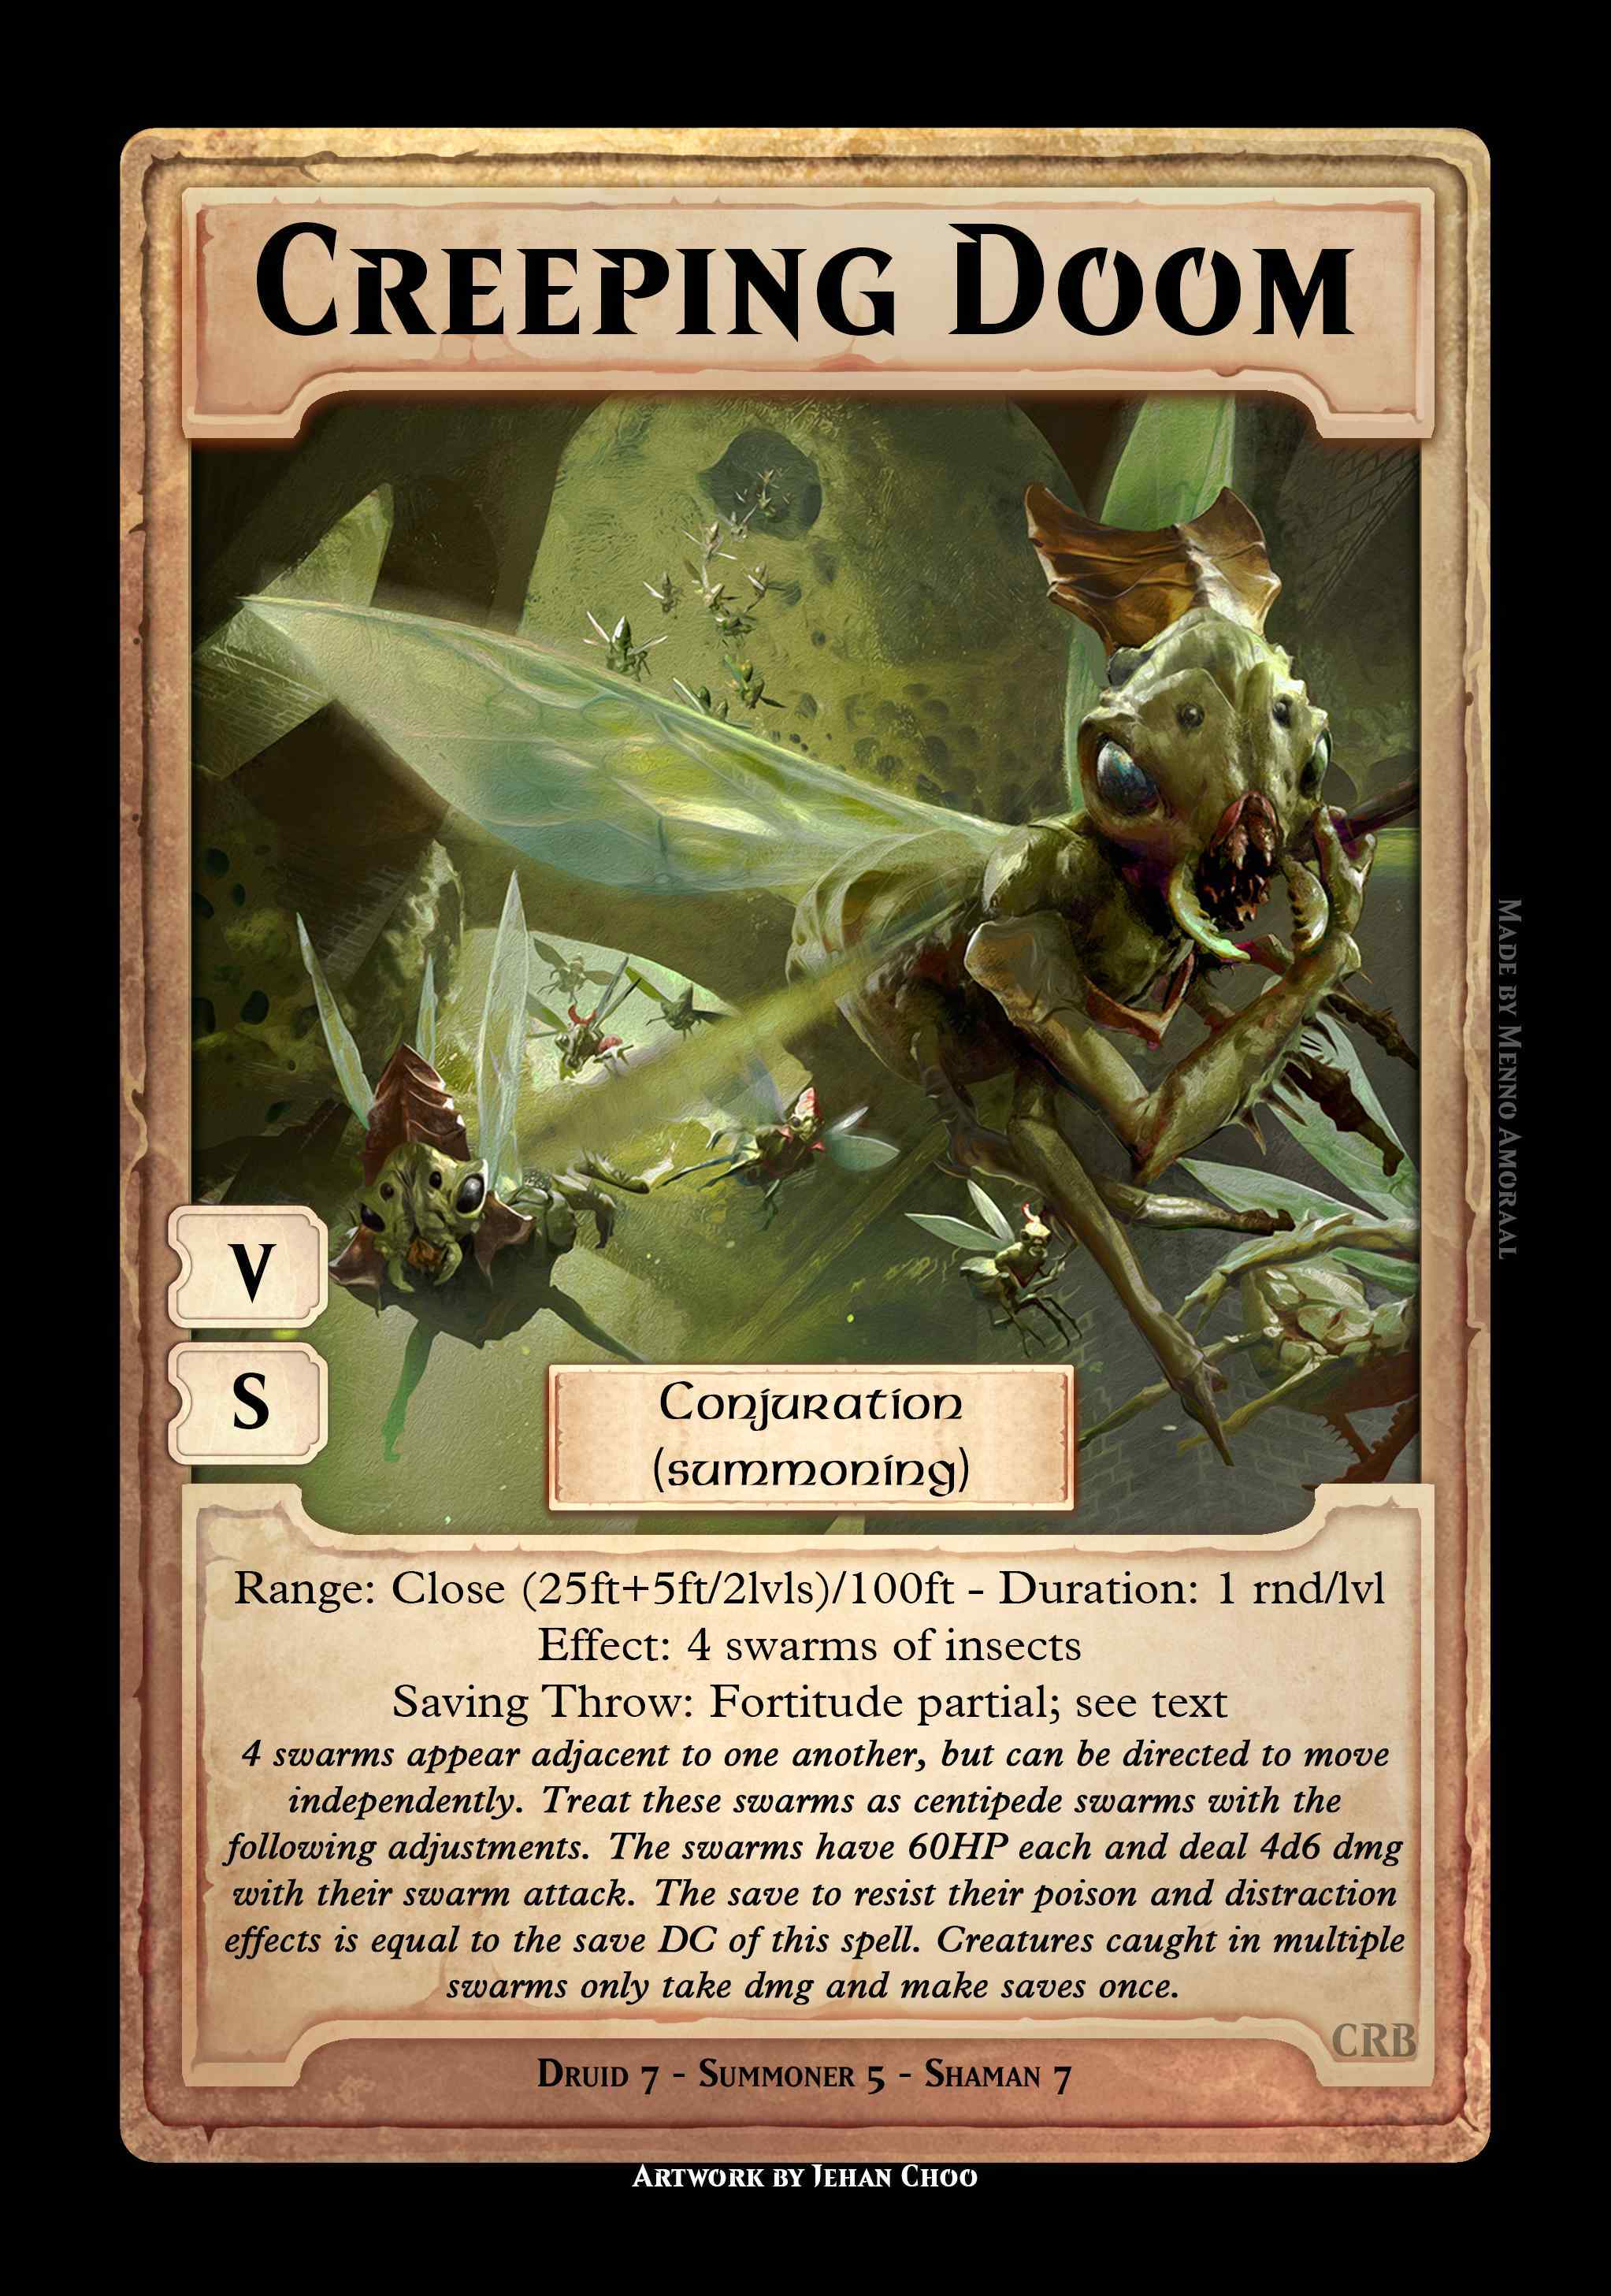 Creeping Doom
V
S
Conjuration
(summoning)
Range: Close (25ft+5ft/2lvls)/100ft - Duration: 1 rnd/lvl
Effect: 4 swarms of insects
Saving Throw: Fortitude partial; see text
4 swarms appear adjacent to one another, but can be directed to move
independently. Treat these swarms as centipede swarms with the
following adjustments. The swarms have 60HP each and deal 4d6 dmg
with their swarm attack. The save to resist their poison and distraction
effects is equal to the save DC of this spell. Creatures caught in multiple
swarms only take dmg and make saves once.
CRB
Druid 7 - Summoner 5 - Shaman 7
Artwork by Jehan Choo
Made by Menno Amoraal